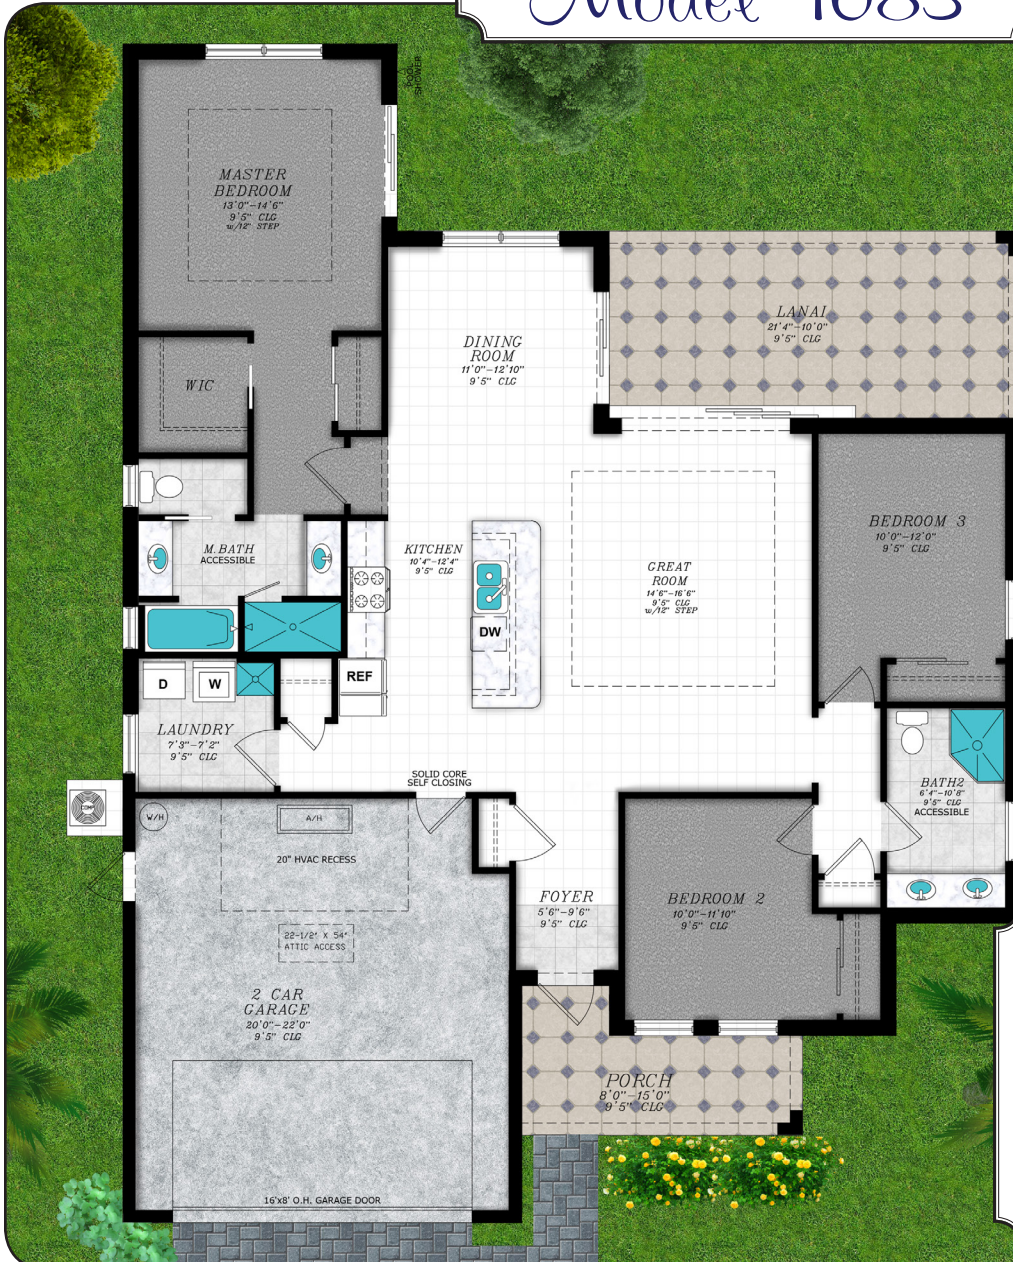 Model 1083
POOL
SHOWER
MASTER
BEDROOM
13'0"-14'6"
9'5" CLG
w/12" STEP
WIC
DINING
ROOM
11'0"-12'10"
9'5" CLG
LANAI
21'4"-10'0"
9'5" CLG
M.BATH
ACCESSIBLE
KITCHEN
10'4"-12'4"
9'5" CLG
GREAT
ROOM
14'6"-16'6"
9'5" CLG
w/12" STEP
BEDROOM 3
10'0"-12'0"
9'5" CLG
DW
REF
D
W
LAUNDRY
7'3"-7'2"
9'5" CLG
SOLID CORE
SELF CLOSING
BATH2
6'4"-10'8"
9'5" CLG
ACCESSIBLE
COMP
W/H
A/H
20" HVAC RECESS
22-1/2" X 54"
ATTIC ACCESS
FOYER
5'6"-9'6"
9'5" CLG
BEDROOM 2
10'0"-11'10"
9'5" CLG
2 CAR
GARAGE
20'0"-22'0"
9'5" CLG
PORCH
8'0"-15'0"
9'5" CLG
16'x8' O.H. GARAGE DOOR